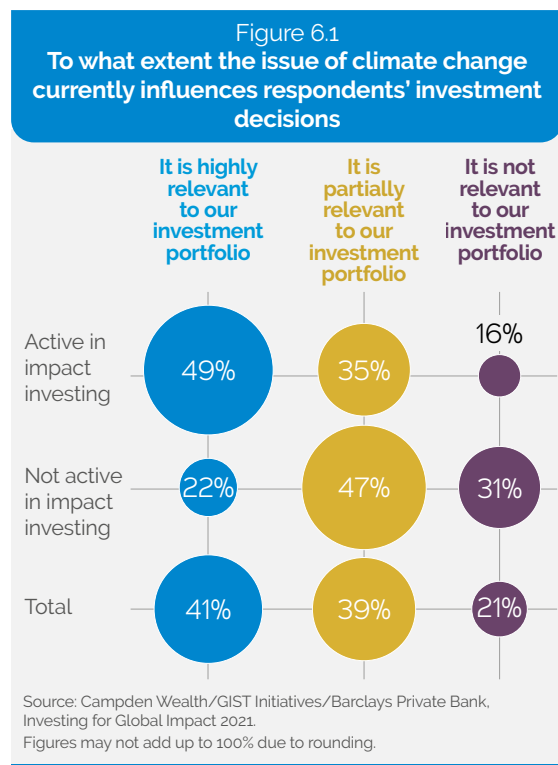 Figure 6.1
To what extent the issue of climate change
currently influences respondents' investment
decisions
It is highly
relevant
to our
investment
portfolio
It is
partially
relevant
to our
investment
portfolio
It is not
relevant
to our
investment
portfolio
Active in
impact
investing
49%
35%
16%
Not active
in impact
investing
22%
47%
31%
Total
41%
39%
21%
Source: Campden Wealth/GIST Initiatives/Barclays Private Bank,
Investing for Global Impact 2021.
Figures may not add up to 100% due to rounding.